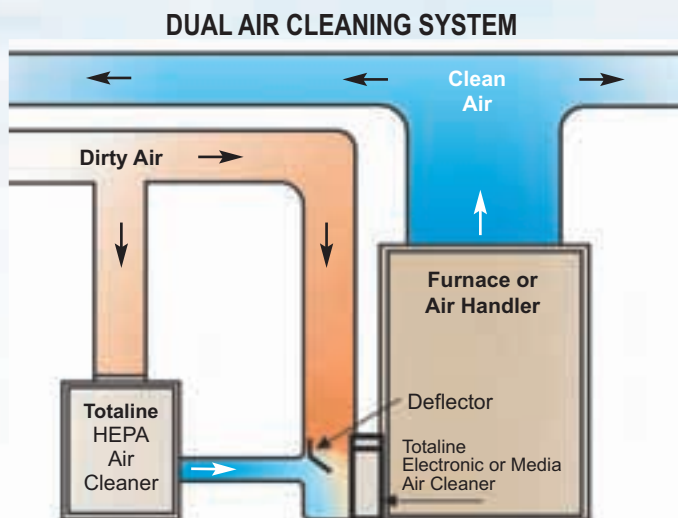 DUAL AIR CLEANING SYSTEM
Clean
Air
Dirty Air
Furnace or
Air Handler
Totaline
HEPA
Air
Cleaner
Deflector
Totaline
Electronic or Media
Air Cleaner